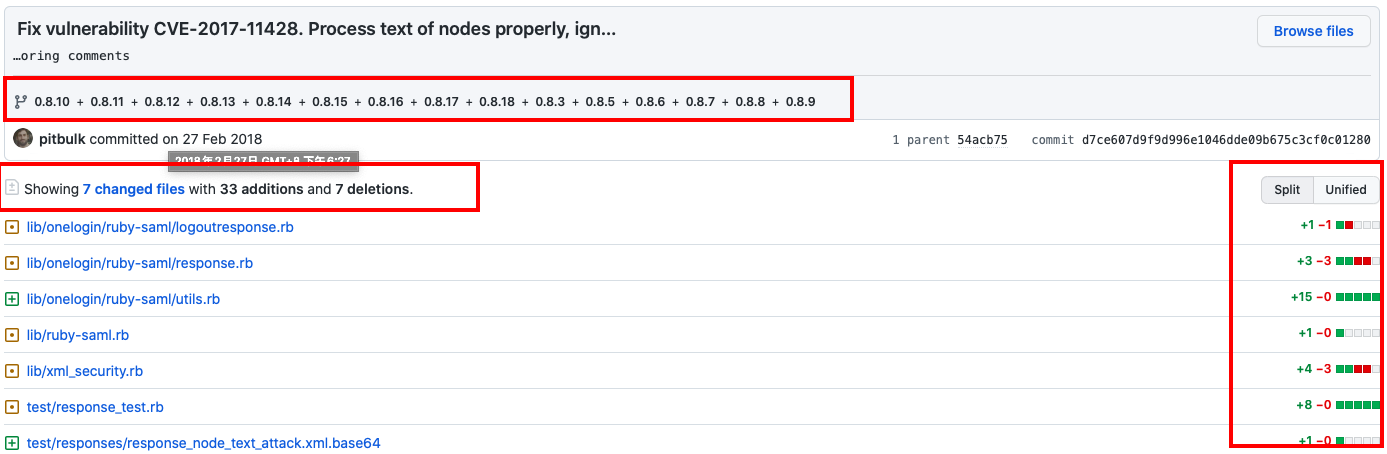 Fix vulnerability CVE-2017-11428. Process text of nodes properly, ign...
Browse files
…oring comments
0.8.10 + 0.8.11 + 0.8.12 + 0.8.13 + 0.8.14 + 0.8.15 + 0.8.16 + 0.8.17 + 0.8.18 + 0.8.3 + 0.8.5 + 0.8.6 + 0.8.7 + 0.8.8 + 0.8.9
pitbulk committed on 27 Feb 2018
1 parent 54acb75 commit d7ce607d9f9d996e1046dde09b675c3cf0c01280
2018年2月27日 GMT+8 下午6:27
Showing 7 changed files with 33 additions and 7 deletions.
Split Unified
lib/onelogin/ruby-saml/logoutresponse.rb +1 −1
lib/onelogin/ruby-saml/response.rb +3 −3
lib/onelogin/ruby-saml/utils.rb +15 −0
lib/ruby-saml.rb +1 −0
lib/xml_security.rb +4 −3
test/response_test.rb +8 −0
test/responses/response_node_text_attack.xml.base64 +1 −0